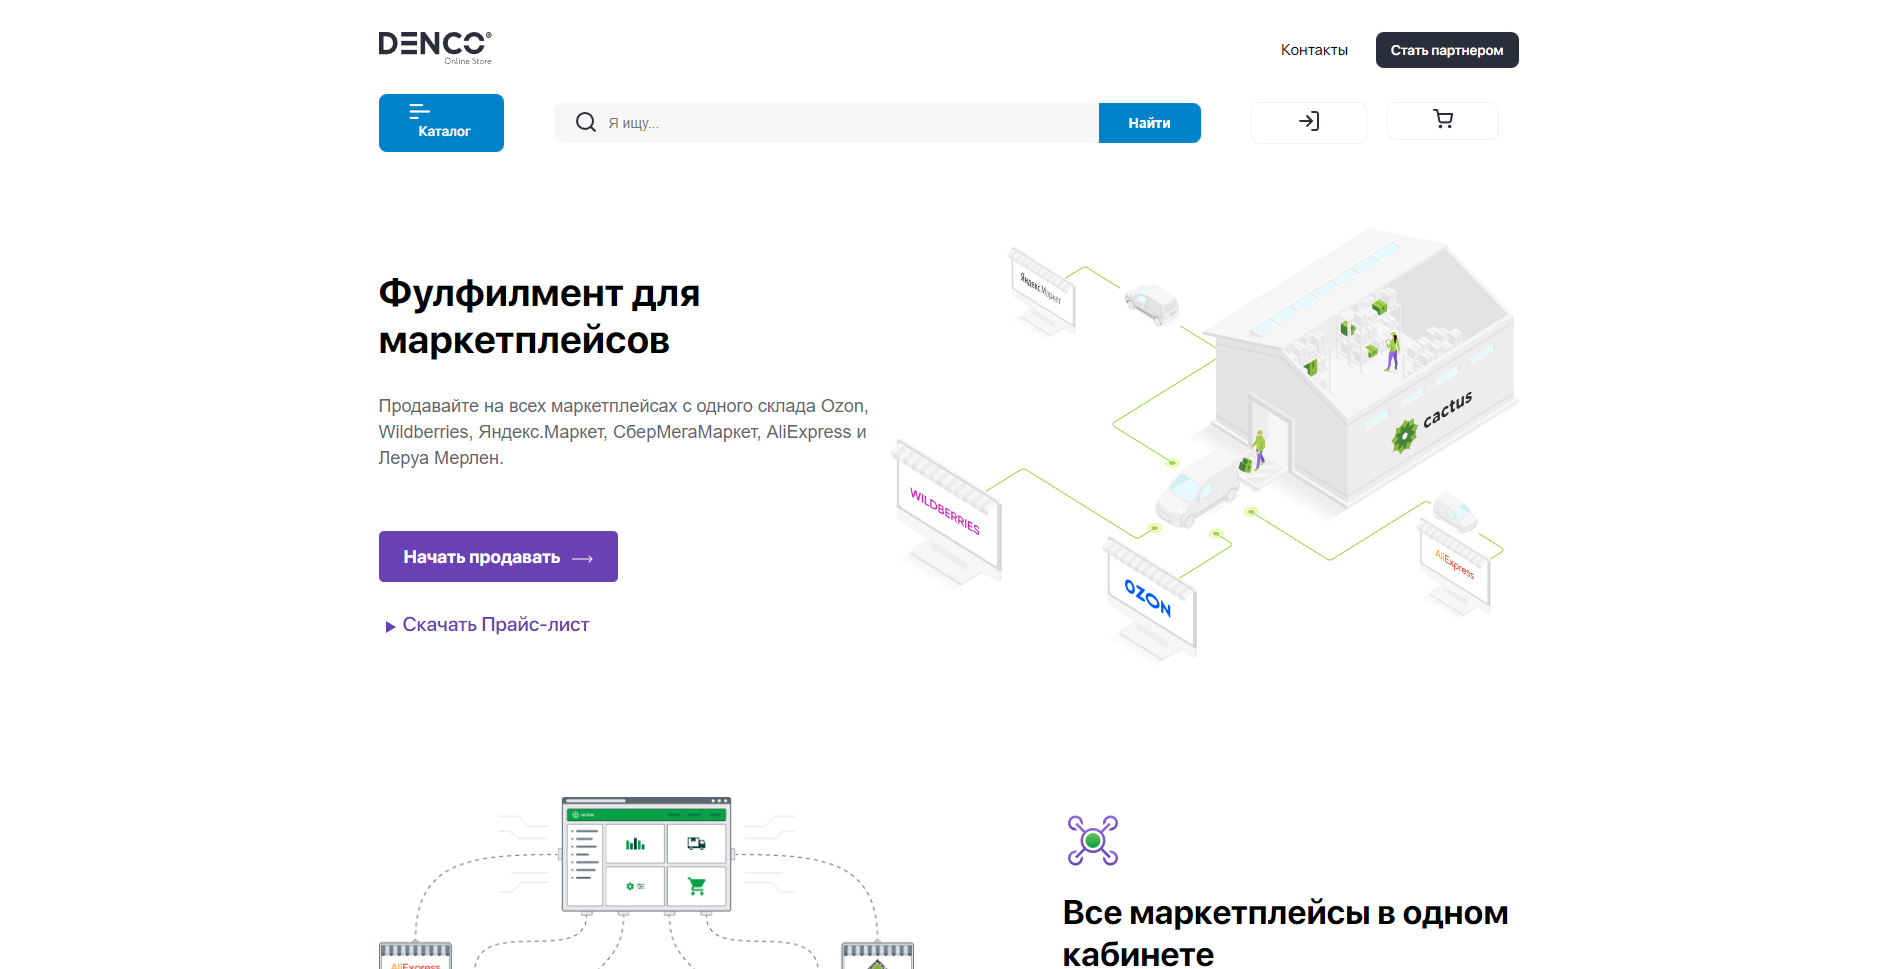 DENCO®
Online Store
Контакты
Стать партнером
Каталог
Я ищу...
Найти
Фулфилмент для
маркетплейсов
Продавайте на всех маркетплейсах с одного склада Ozon,
Wildberries, Яндекс.Маркет, СберМегаМаркет, AliExpress и
Леруа Мерлен.
Начать продавать
Скачать Прайс-лист
Яндекс.Маркет
cactus
WILDBERRIES
OZON
AliExpress
AliExpress
Все маркетплейсы в одном
кабинете